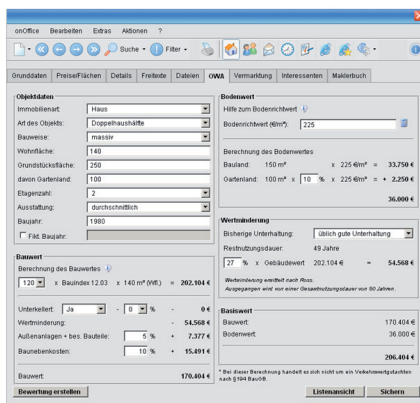 onOffice Bearbeiten Extras Aktionen ?
Suche Filter
Grunddaten Preise/Flächen Details Freitexte Dateien OWA Vermarktung Interessenten Maklerbuch
Objektdaten
Immobilienart: Haus
Art des Objekts: Doppelhaushälfte
Bauweise: massiv
Wohnfläche: 140
Grundstücksfläche: 250
davon Gartenland: 100
Etagenzahl: 2
Ausstattung: durchschnittlich
Baujahr: 1980
Fikt. Baujahr:
Bauwert
Berechnung des Bauwertes
120 x Bauindex 12.03 x 140 m² (Wfl.) = 202.104 €
Unterkellert: Ja - 0 % - 0 €
Wertminderung: - 54.568 €
Außenanlagen + bes. Bauteile: 5 % + 7.377 €
Baunebenkosten: 10 % + 15.491 €
Bauwert: 170.404 €
Bewertung erstellen
Bodenwert
Hilfe zum Bodenrichtwert
Bodenrichtwert (€/m²): 225
Berechnung des Bodenwertes
Bauland: 150 m² x 225 €/m² = 33.750 €
Gartenland: 100 m² x 10 % x 225 €/m² = + 2.250 €
36.000 €
Wertminderung
Bisherige Unterhaltung: üblich gute Unterhaltung
Restnutzungsdauer: 49 Jahre
27 % x Gebäudewert 202.104 € = 54.568 €
Wertminderung ermittelt nach Ross.
Ausgegangen wird von einer Gesamtnutzungsdauer von 80 Jahren.
Basiswert
Bauwert: 170.404 €
Bodenwert: 36.000 €
206.404 €
* Bei dieser Berechnung handelt es sich nicht um ein Verkehrswertgutachten
nach §194 BauGB.
Listenansicht Sichern